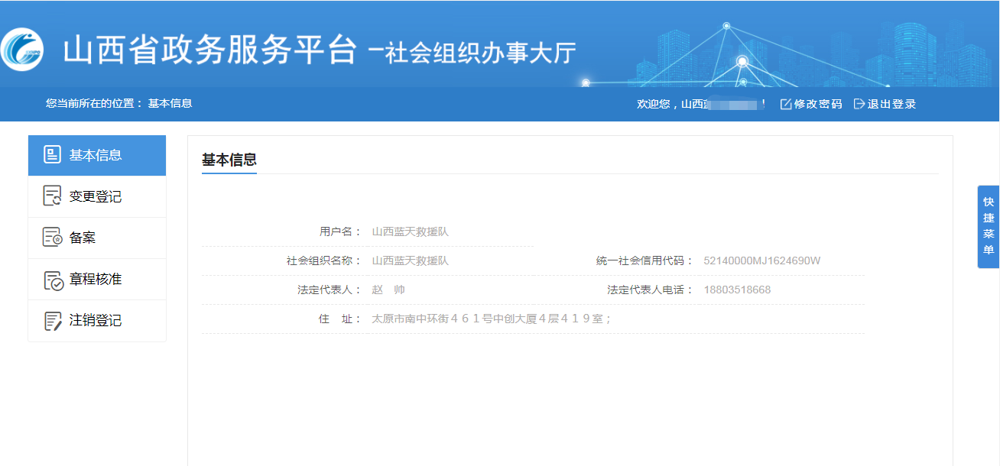 山西省政务服务平台 —社会组织办事大厅
您当前所在的位置： 基本信息
欢迎您，山西 ！ 修改密码 退出登录
基本信息
变更登记
备案
章程核准
注销登记
基本信息
用户名： 山西蓝天救援队
社会组织名称： 山西蓝天救援队 统一社会信用代码： 52140000MJ1624690W
法定代表人： 赵　帅 法定代表人电话： 18803518668
住　址： 太原市南中环街４６１号中创大厦４层４１９室；
快捷菜单